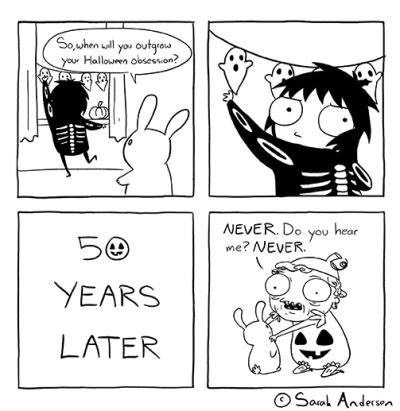 So, when will you outgrow
your Halloween obsession?
50
YEARS
LATER
NEVER. Do you hear
me? NEVER.
© Sarah Andersen